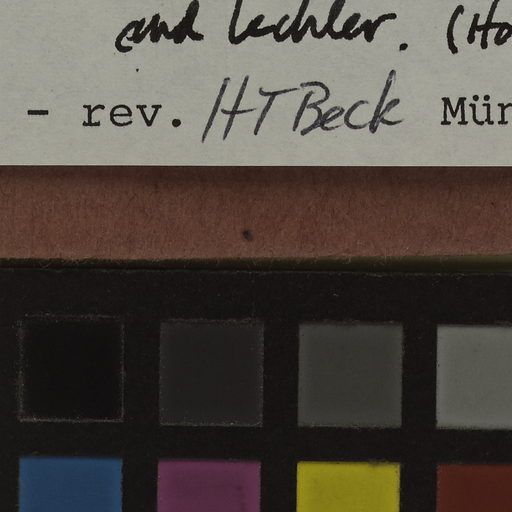 and Lechler. (Ho
- rev. HTBeck Mün